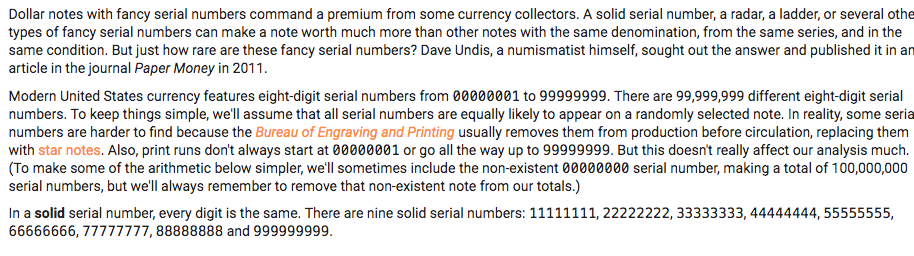 Dollar notes with fancy serial numbers command a premium from some currency collectors. A solid serial number, a radar, a ladder, or several othe
types of fancy serial numbers can make a note worth much more than other notes with the same denomination, from the same series, and in the
same condition. But just how rare are these fancy serial numbers? Dave Undis, a numismatist himself, sought out the answer and published it in an
article in the journal Paper Money in 2011.
Modern United States currency features eight-digit serial numbers from 00000001 to 99999999. There are 99,999,999 different eight-digit serial
numbers. To keep things simple, we'll assume that all serial numbers are equally likely to appear on a randomly selected note. In reality, some seria
numbers are harder to find because the Bureau of Engraving and Printing usually removes them from production before circulation, replacing them
with star notes. Also, print runs don't always start at 00000001 or go all the way up to 99999999. But this doesn't really affect our analysis much.
(To make some of the arithmetic below simpler, we'll sometimes include the non-existent 00000000 serial number, making a total of 100,000,000
serial numbers, but we'll always remember to remove that non-existent note from our totals.)
In a solid serial number, every digit is the same. There are nine solid serial numbers: 11111111, 22222222, 33333333, 44444444, 55555555,
66666666, 77777777, 88888888 and 999999999.